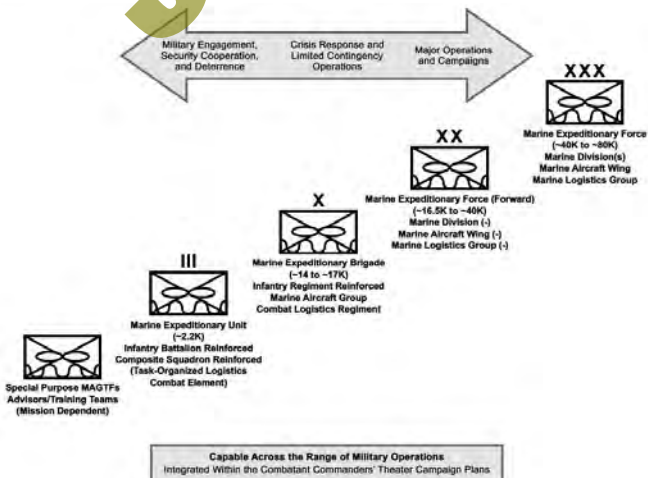 Military Engagement,
Security Cooperation,
and Deterrence
Crisis Response and
Limited Contingency
Operations
Major Operations
and Campaigns
XXX
Marine Expeditionary Force
(~40K to ~80K)
Marine Division(s)
Marine Aircraft Wing
Marine Logistics Group
XX
Marine Expeditionary Force (Forward)
(~16.5K to ~40K)
Marine Division (-)
Marine Aircraft Wing (-)
Marine Logistics Group (-)
X
Marine Expeditionary Brigade
(~14 to ~17K)
Infantry Regiment Reinforced
Marine Aircraft Group
Combat Logistics Regiment
III
Marine Expeditionary Unit
(~2.2K)
Infantry Battalion Reinforced
Composite Squadron Reinforced
(Task-Organized Logistics
Combat Element)
Special Purpose MAGTFs
Advisors/Training Teams
(Mission Dependent)
Capable Across the Range of Military Operations
Integrated Within the Combatant Commanders' Theater Campaign Plans